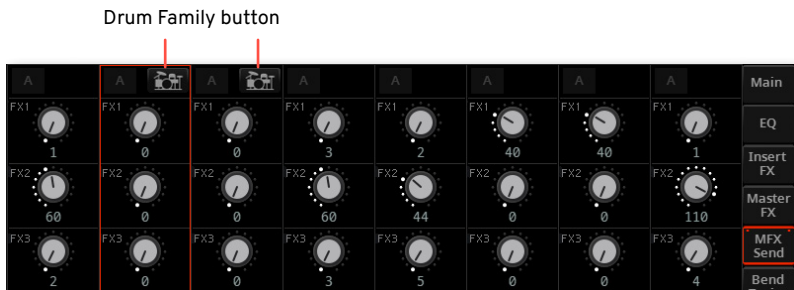 Drum Family button
A A A A A A A A Main
FX1 FX1 FX1 FX1 FX1 FX1 FX1 FX1
EQ
1 0 0 3 2 40 40 1
Insert
FX
FX2 FX2 FX2 FX2 FX2 FX2 FX2 FX2
Master
FX
60 0 0 60 44 0 0 110
FX3 FX3 FX3 FX3 FX3 FX3 FX3 FX3
MFX
Send
2 0 0 3 5 0 0 4
Bend